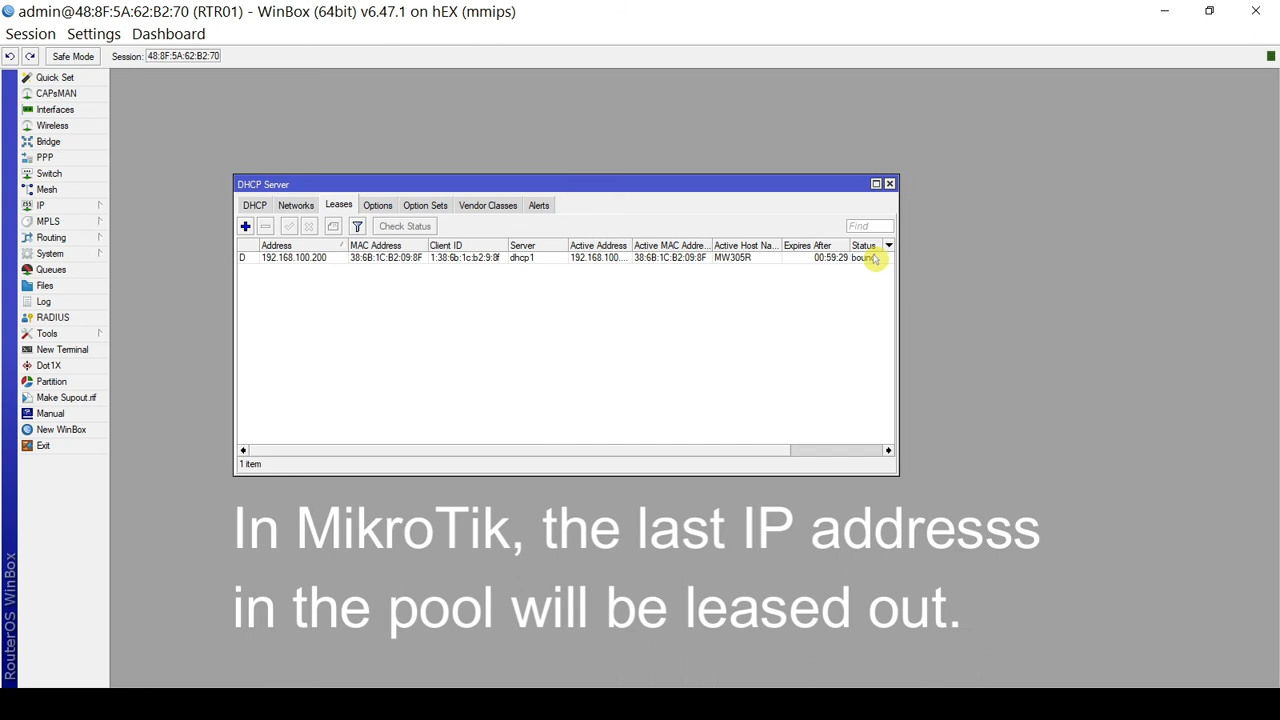 admin@48:8F:5A:62:B2:70 (RTR01) - WinBox (64bit) v6.47.1 on hEX (mmips)
Session Settings Dashboard
Safe Mode Session: 48:8F:5A:62:B2:70
Quick Set
CAPsMAN
Interfaces
Wireless
Bridge
PPP
Switch
Mesh
IP
MPLS
Routing
System
Queues
Files
Log
RADIUS
Tools
New Terminal
Dot1X
Partition
Make Supout.rif
Manual
New WinBox
Exit
RouterOS WinBox
DHCP Server
DHCP Networks Leases Options Option Sets Vendor Classes Alerts
Check Status Find
Address MAC Address Client ID Server Active Address Active MAC Addre... Active Host Na... Expires After Status
D 192.168.100.200 38:6B:1C:B2:09:8F 1:38:6b:1c:b2:9:8f dhcp1 192.168.100.... 38:6B:1C:B2:09:8F MW305R 00:59:29 bound
1 item
In MikroTik, the last IP addresss
in the pool will be leased out.